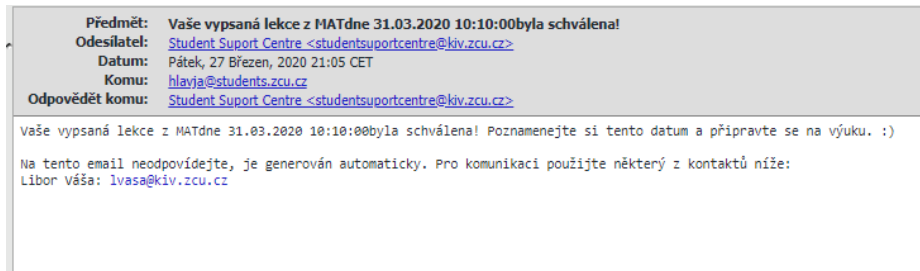 Předmět: Vaše vypsaná lekce z MATdne 31.03.2020 10:10:00byla schválena!
Odesílatel: Student Suport Centre <studentsuportcentre@kiv.zcu.cz>
Datum: Pátek, 27 Březen, 2020 21:05 CET
Komu: hlavja@students.zcu.cz
Odpovědět komu: Student Suport Centre <studentsuportcentre@kiv.zcu.cz>
Vaše vypsaná lekce z MATdne 31.03.2020 10:10:00byla schválena! Poznamenejte si tento datum a připravte se na výuku. :)
Na tento email neodpovídejte, je generován automaticky. Pro komunikaci použijte některý z kontaktů níže:
Libor Váša: lvasa@kiv.zcu.cz